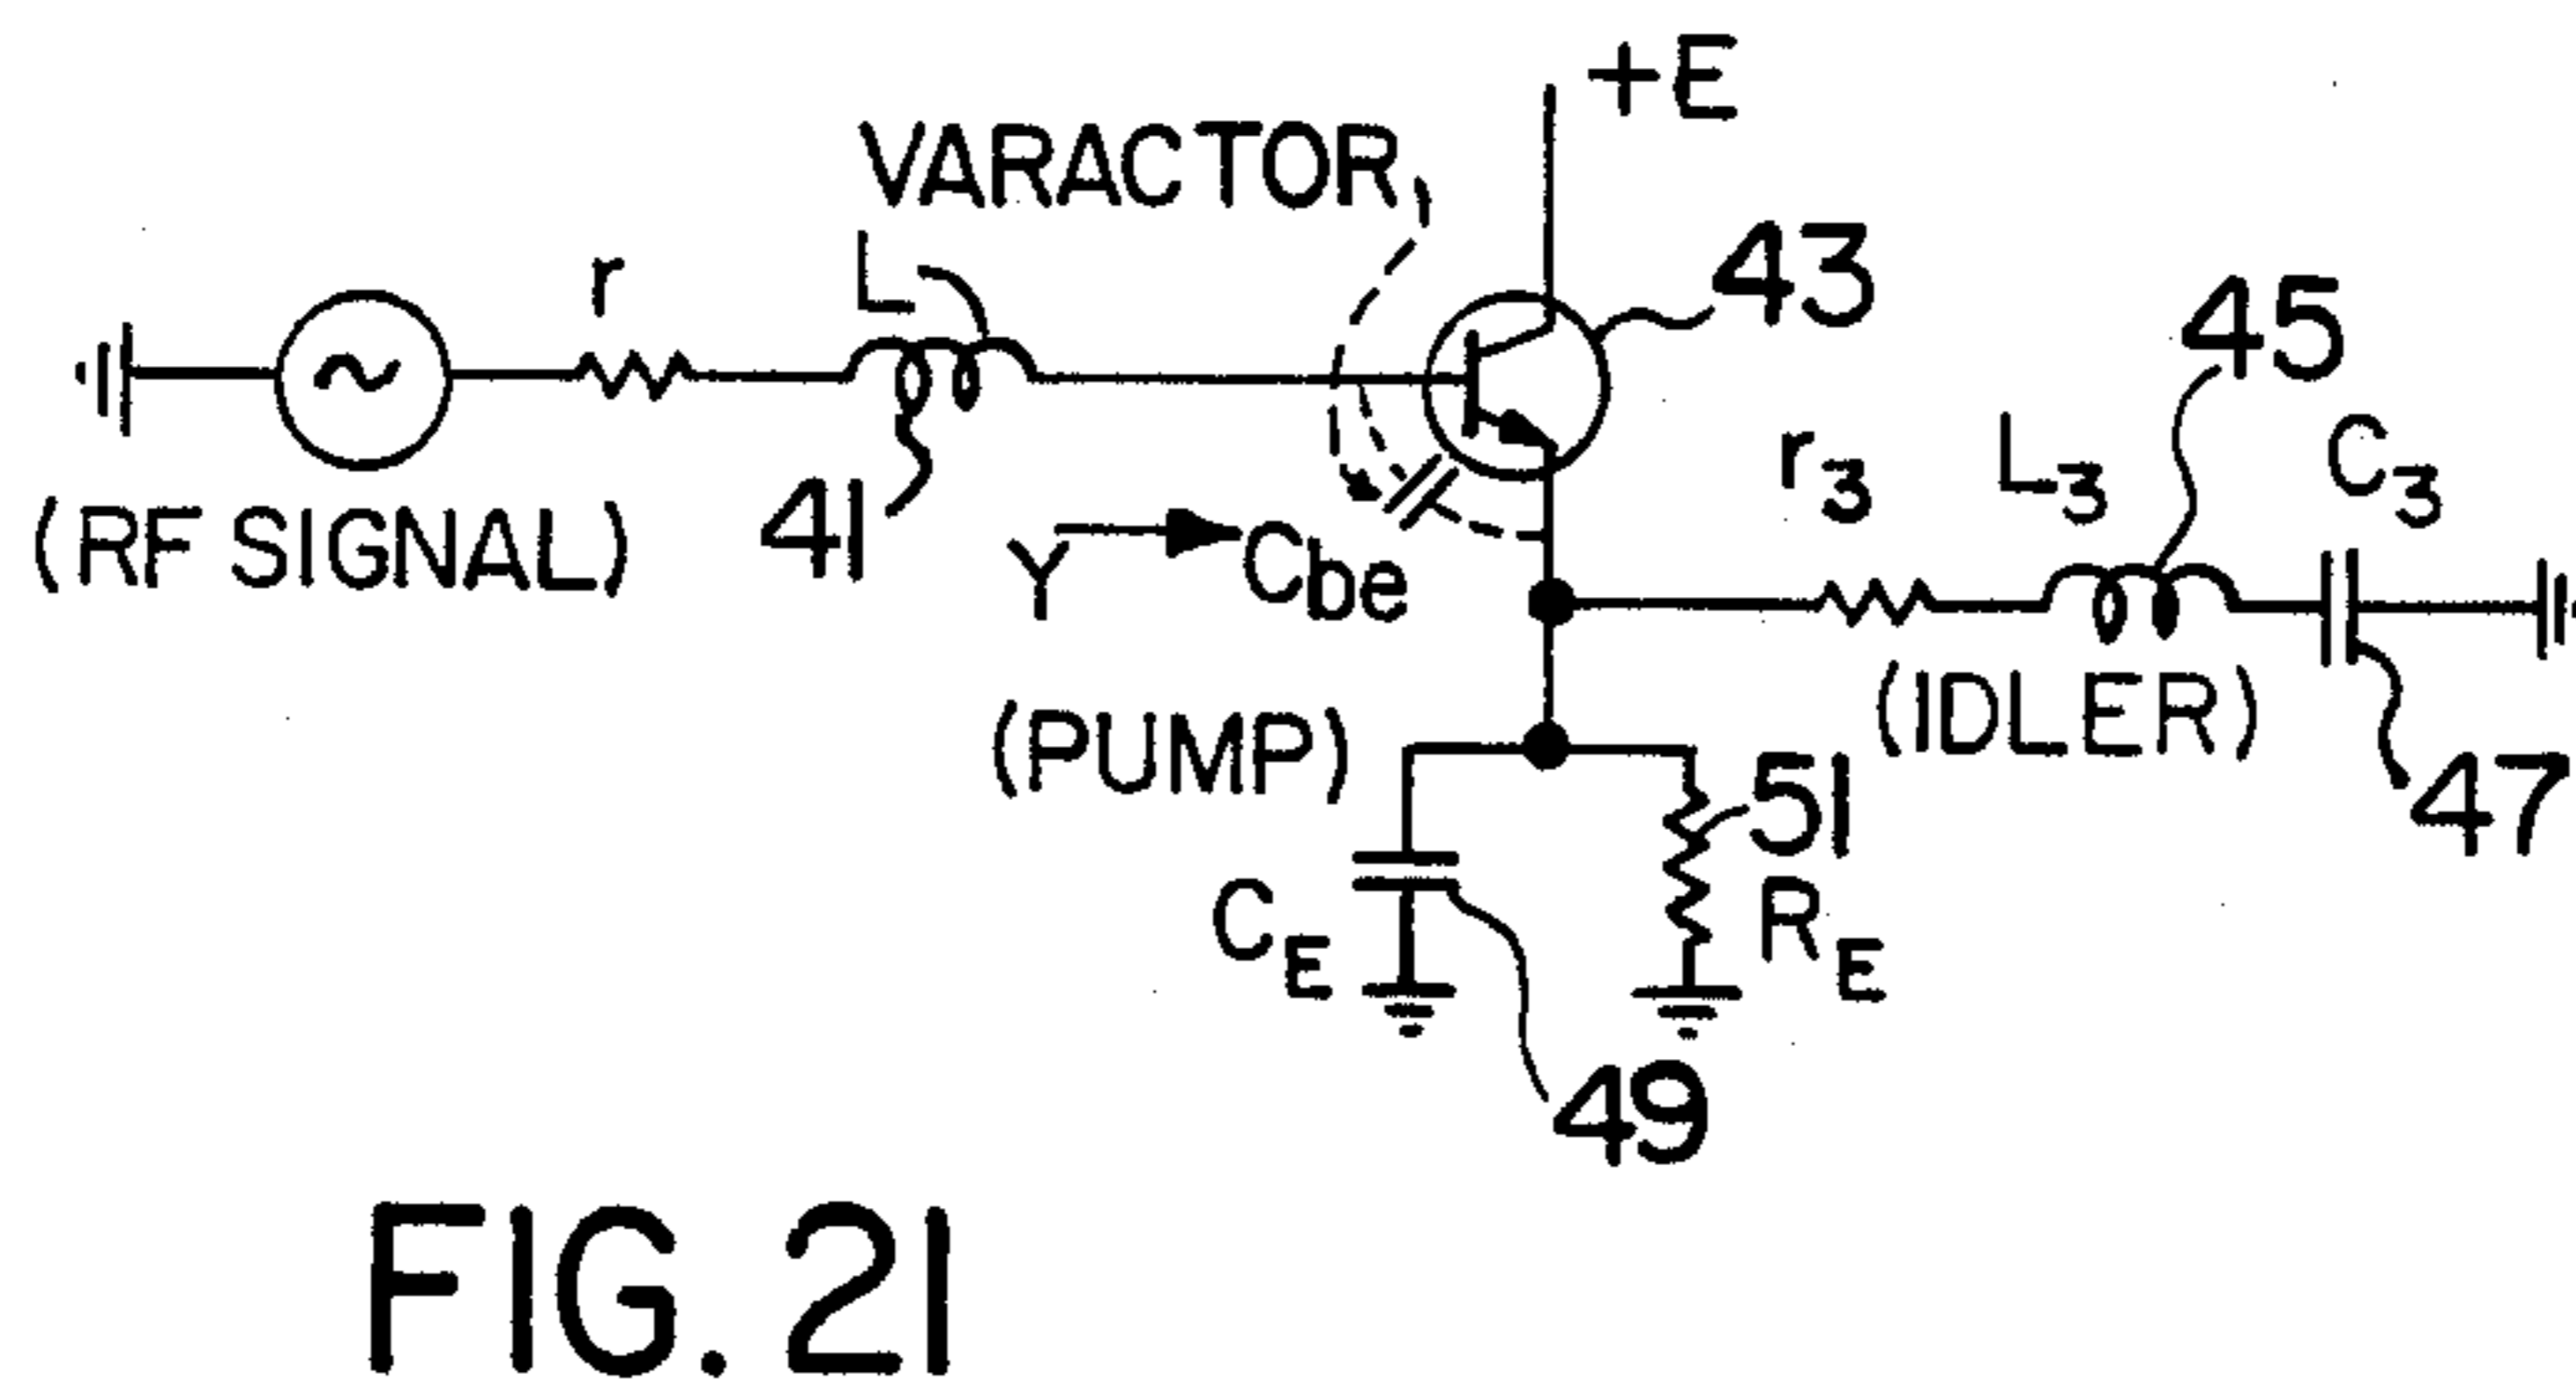 +E
VARACTOR
43
r
L
45
(RF SIGNAL)
41
Y
Cbe
r3
L3
C3
(PUMP)
(IDLER)
51
47
CE
RE
49
FIG. 21